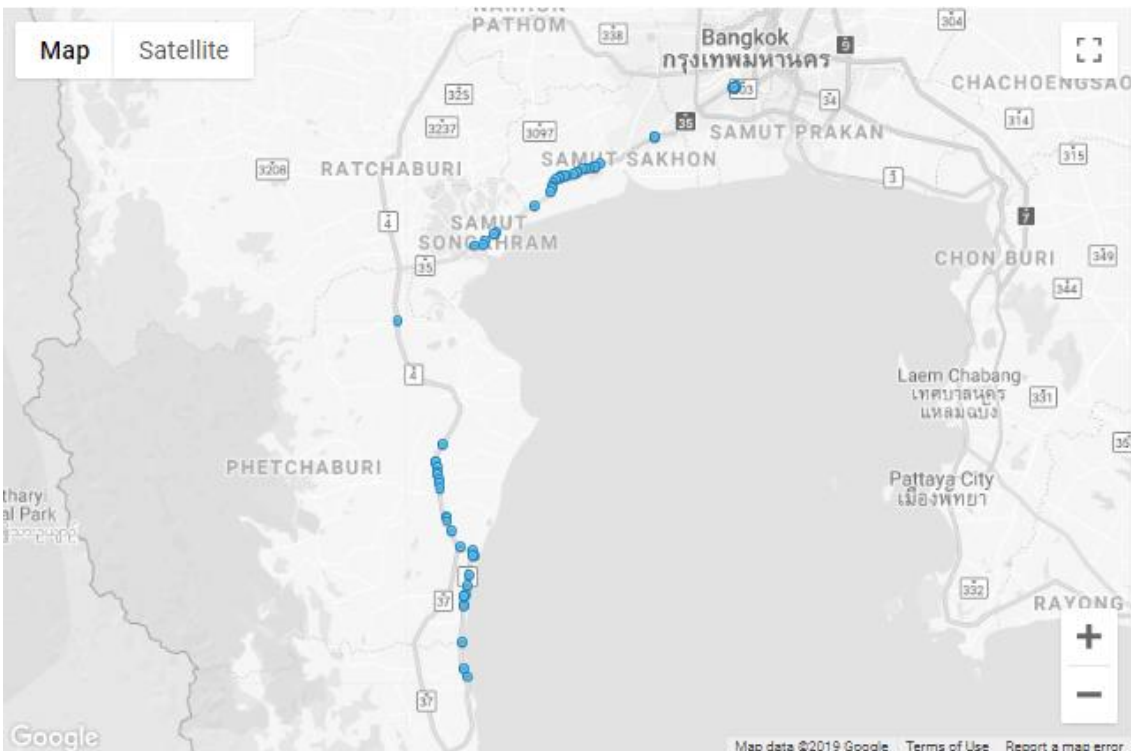 Map
Satellite
PATHOM
338
304
Bangkok
กรุงเทพมหานคร
9
325
CHACHOENGSAO
34
314
3237
3097
35
SAMUT PRAKAN
315
3208
RATCHABURI
SAMUT SAKHON
3
4
SAMUT
7
35
CHON BURI
349
344
4
Laem Chabang
เทศบาลนคร
แหลมฉบัง
331
PHETCHABURI
Pattaya City
เมืองพัทยา
al Park
37
332
RAYONG
37
Google
Map data ©2019 Google
Terms of Use
Report a map error